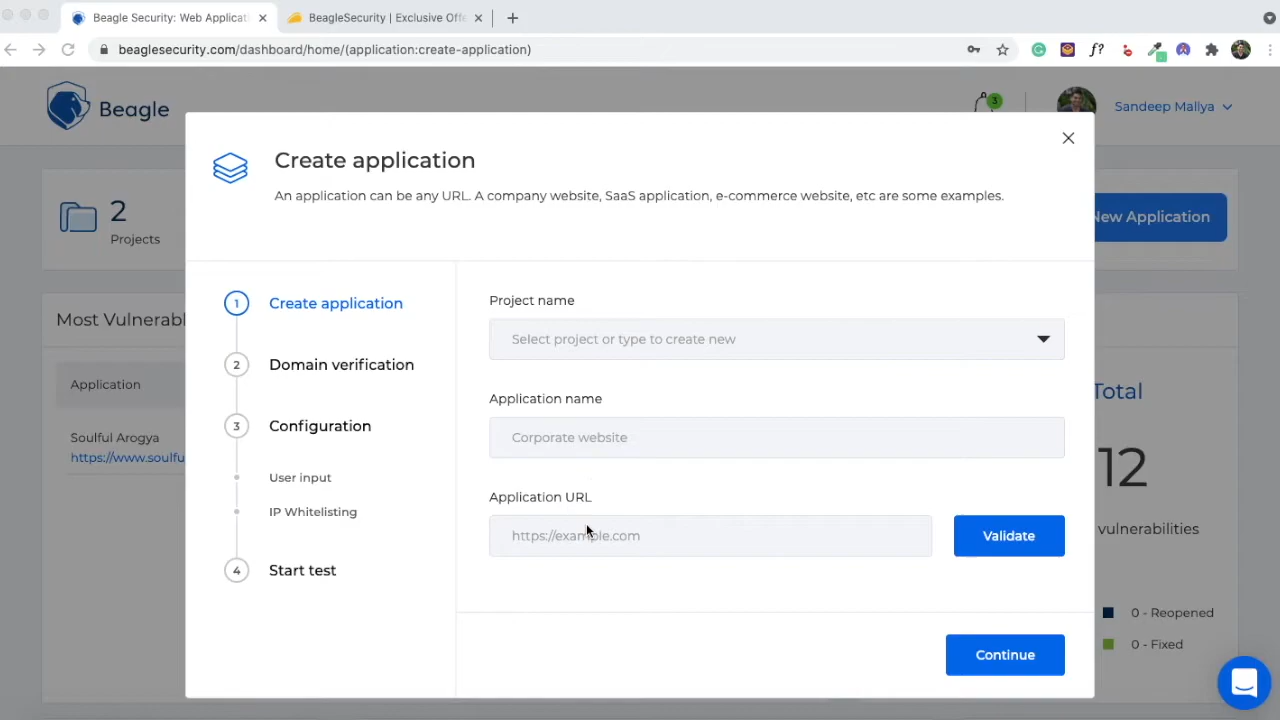 Beagle Security: Web Applicati
BeagleSecurity | Exclusive Offe
beaglesecurity.com/dashboard/home/(application:create-application)
f?
Beagle
3
Sandeep Maliya
2
Projects
New Application
Create application
An application can be any URL. A company website, SaaS application, e-commerce website, etc are some examples.
Most Vulnerabl
Application
Soulful Arogya
https://www.soulfu
1 Create application
2 Domain verification
3 Configuration
User input
IP Whitelisting
4 Start test
Project name
Select project or type to create new
Application name
Corporate website
Application URL
https://example.com
Validate
Continue
Total
12
vulnerabilities
0 - Reopened
0 - Fixed